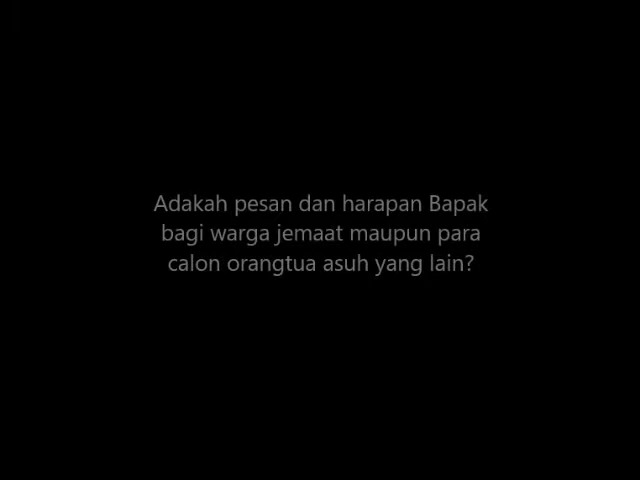 Adakah pesan dan harapan Bapak
bagi warga jemaat maupun para
calon orangtua asuh yang lain?